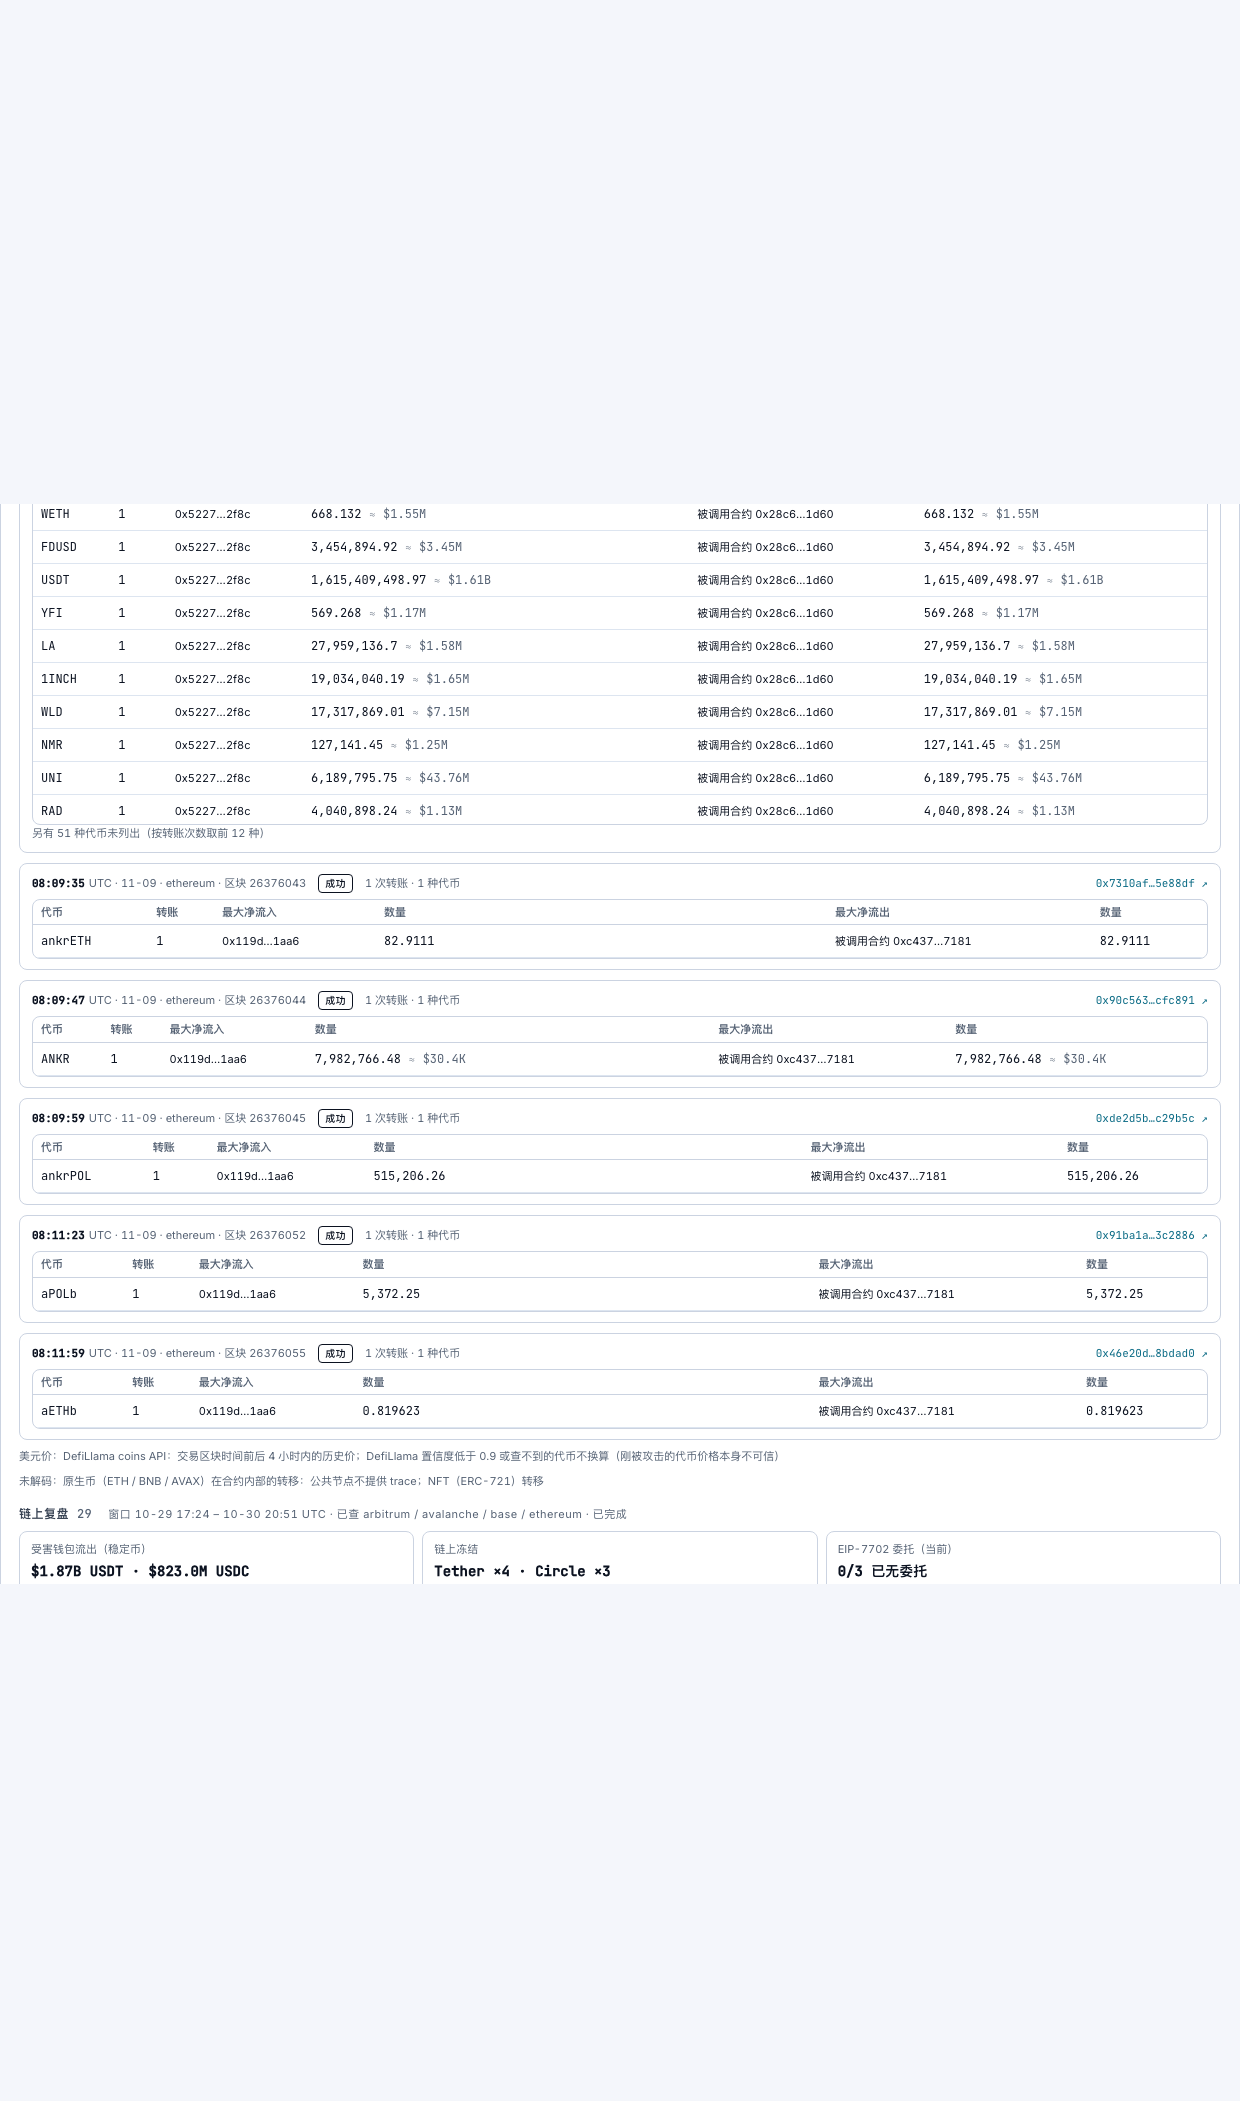 WETH 1 0x5227…2f8c 668.132 ≈ $1.55M 被调用合约 0x28c6…1d60 668.132 ≈ $1.55M
FDUSD 1 0x5227…2f8c 3,454,894.92 ≈ $3.45M 被调用合约 0x28c6…1d60 3,454,894.92 ≈ $3.45M
USDT 1 0x5227…2f8c 1,615,409,498.97 ≈ $1.61B 被调用合约 0x28c6…1d60 1,615,409,498.97 ≈ $1.61B
YFI 1 0x5227…2f8c 569.268 ≈ $1.17M 被调用合约 0x28c6…1d60 569.268 ≈ $1.17M
LA 1 0x5227…2f8c 27,959,136.7 ≈ $1.58M 被调用合约 0x28c6…1d60 27,959,136.7 ≈ $1.58M
1INCH 1 0x5227…2f8c 19,034,040.19 ≈ $1.65M 被调用合约 0x28c6…1d60 19,034,040.19 ≈ $1.65M
WLD 1 0x5227…2f8c 17,317,869.01 ≈ $7.15M 被调用合约 0x28c6…1d60 17,317,869.01 ≈ $7.15M
NMR 1 0x5227…2f8c 127,141.45 ≈ $1.25M 被调用合约 0x28c6…1d60 127,141.45 ≈ $1.25M
UNI 1 0x5227…2f8c 6,189,795.75 ≈ $43.76M 被调用合约 0x28c6…1d60 6,189,795.75 ≈ $43.76M
RAD 1 0x5227…2f8c 4,040,898.24 ≈ $1.13M 被调用合约 0x28c6…1d60 4,040,898.24 ≈ $1.13M
另有 51 种代币未列出（按转账次数取前 12 种）
08:09:35 UTC · 11-09 · ethereum · 区块 26376043 成功 1 次转账 · 1 种代币 0x7310af…5e88df ↗
代币 转账 最大净流入 数量 最大净流出 数量
ankrETH 1 0x119d…1aa6 82.9111 被调用合约 0xc437…7181 82.9111
08:09:47 UTC · 11-09 · ethereum · 区块 26376044 成功 1 次转账 · 1 种代币 0x90c563…cfc891 ↗
代币 转账 最大净流入 数量 最大净流出 数量
ANKR 1 0x119d…1aa6 7,982,766.48 ≈ $30.4K 被调用合约 0xc437…7181 7,982,766.48 ≈ $30.4K
08:09:59 UTC · 11-09 · ethereum · 区块 26376045 成功 1 次转账 · 1 种代币 0xde2d5b…c29b5c ↗
代币 转账 最大净流入 数量 最大净流出 数量
ankrPOL 1 0x119d…1aa6 515,206.26 被调用合约 0xc437…7181 515,206.26
08:11:23 UTC · 11-09 · ethereum · 区块 26376052 成功 1 次转账 · 1 种代币 0x91ba1a…3c2886 ↗
代币 转账 最大净流入 数量 最大净流出 数量
aPOLb 1 0x119d…1aa6 5,372.25 被调用合约 0xc437…7181 5,372.25
08:11:59 UTC · 11-09 · ethereum · 区块 26376055 成功 1 次转账 · 1 种代币 0x46e20d…8bdad0 ↗
代币 转账 最大净流入 数量 最大净流出 数量
aETHb 1 0x119d…1aa6 0.819623 被调用合约 0xc437…7181 0.819623
美元价：DefiLlama coins API：交易区块时间前后 4 小时内的历史价；DefiLlama 置信度低于 0.9 或查不到的代币不换算（刚被攻击的代币价格本身不可信）
未解码：原生币（ETH / BNB / AVAX）在合约内部的转移：公共节点不提供 trace；NFT（ERC-721）转移
链上复盘 29 窗口 10-29 17:24 – 10-30 20:51 UTC · 已查 arbitrum / avalanche / base / ethereum · 已完成
受害钱包流出（稳定币） 链上冻结 EIP-7702 委托（当前）
$1.87B USDT · $823.0M USDC Tether ×4 · Circle ×3 0/3 已无委托